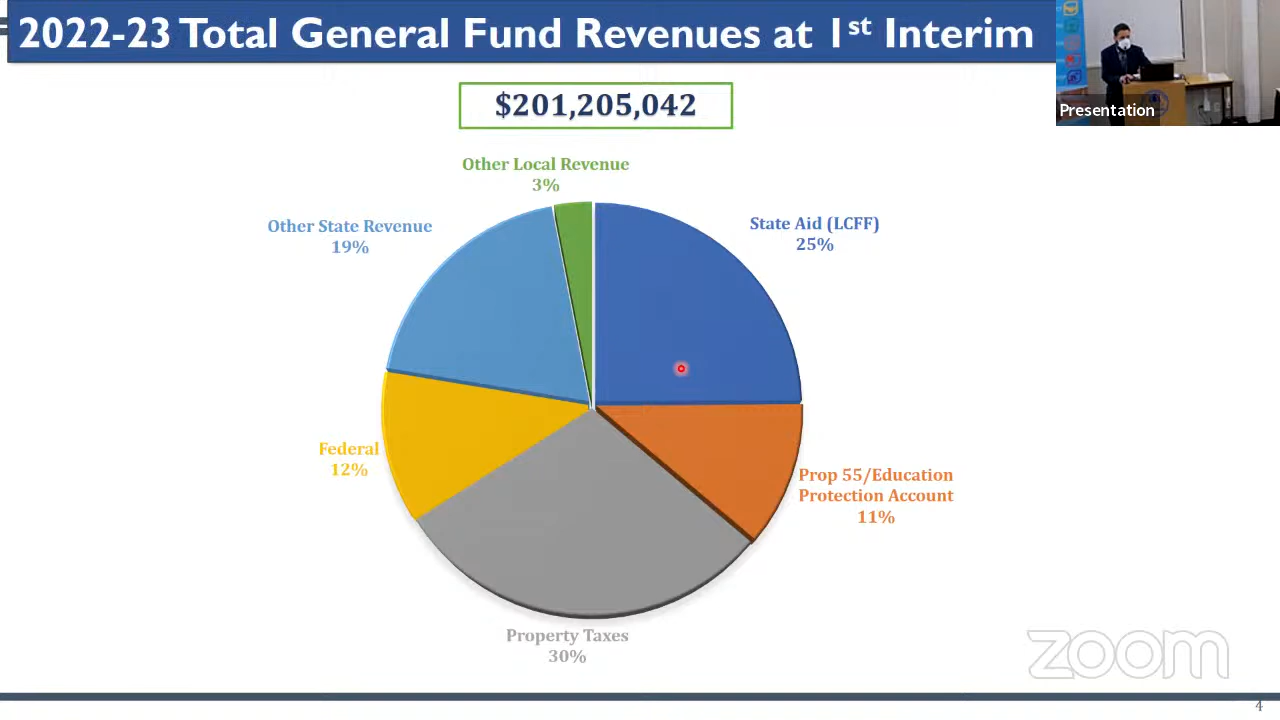 2022-23 Total General Fund Revenues at 1st Interim
$201,205,042
Presentation
Other Local Revenue
3%
Other State Revenue
19%
State Aid (LCFF)
25%
Federal
12%
Prop 55/Education
Protection Account
11%
Property Taxes
30%
zoom
4